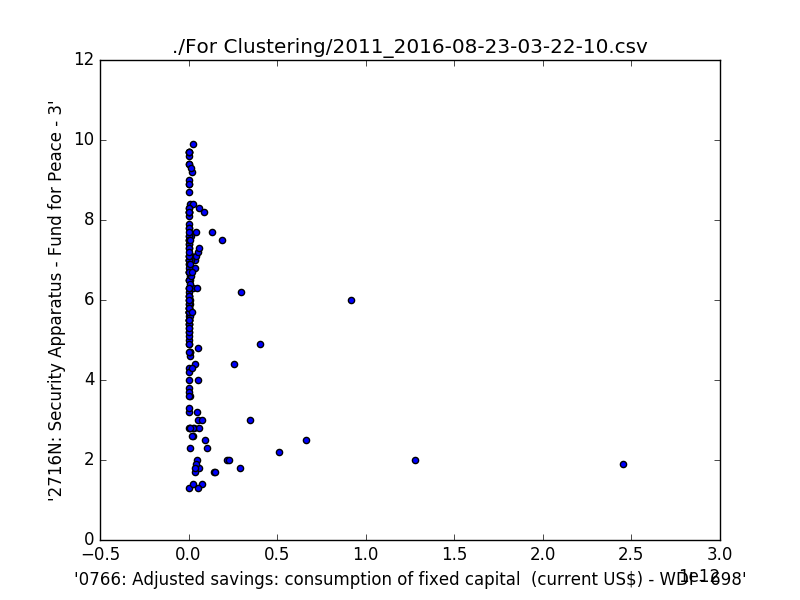 ./For Clustering/2011_2016-08-23-03-22-10.csv
12
10
8
6
4
2
0
'2716N: Security Apparatus - Fund for Peace - 3'
−0.5 0.0 0.5 1.0 1.5 2.0 2.5 3.0
1e12
'0766: Adjusted savings: consumption of fixed capital (current US$) - WDI - 698'